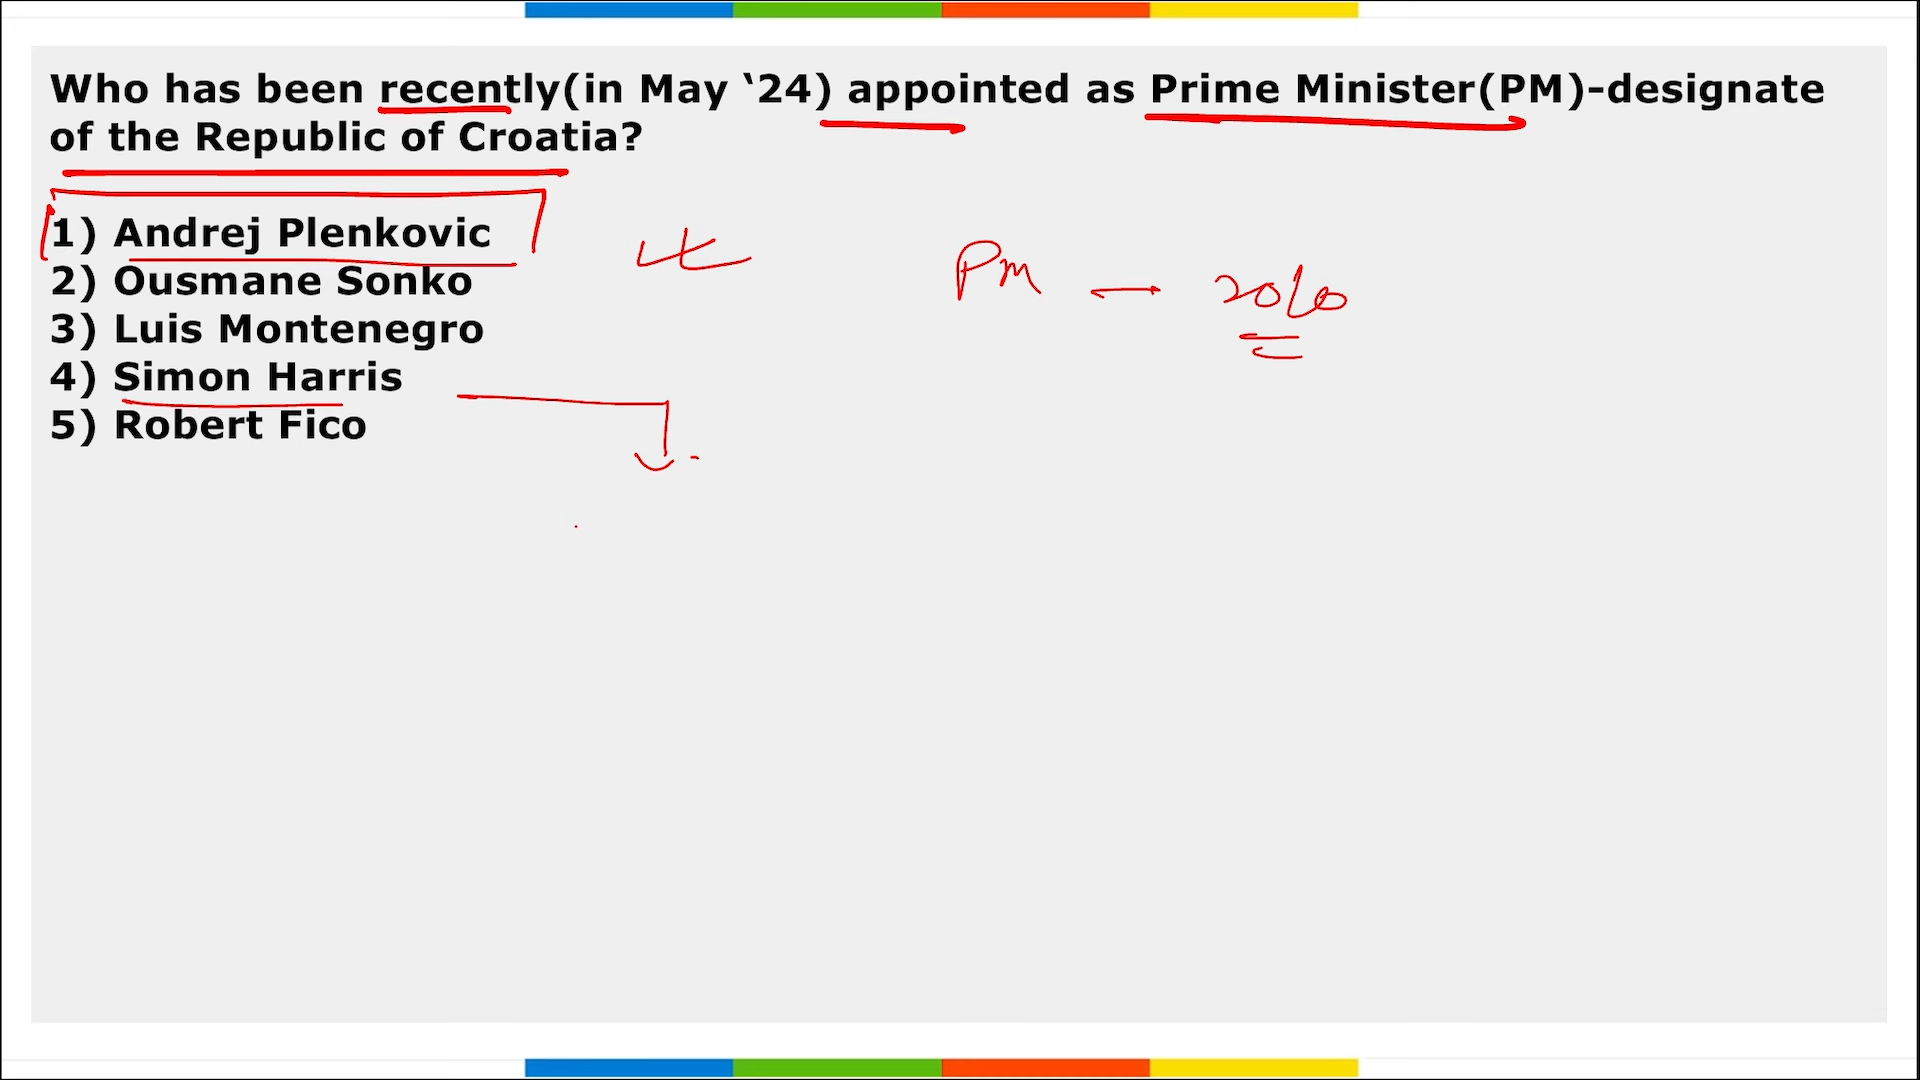 Who has been recently(in May ‘24) appointed as Prime Minister(PM)-designate
of the Republic of Croatia?
1) Andrej Plenkovic
2) Ousmane Sonko
3) Luis Montenegro
4) Simon Harris
5) Robert Fico
PM